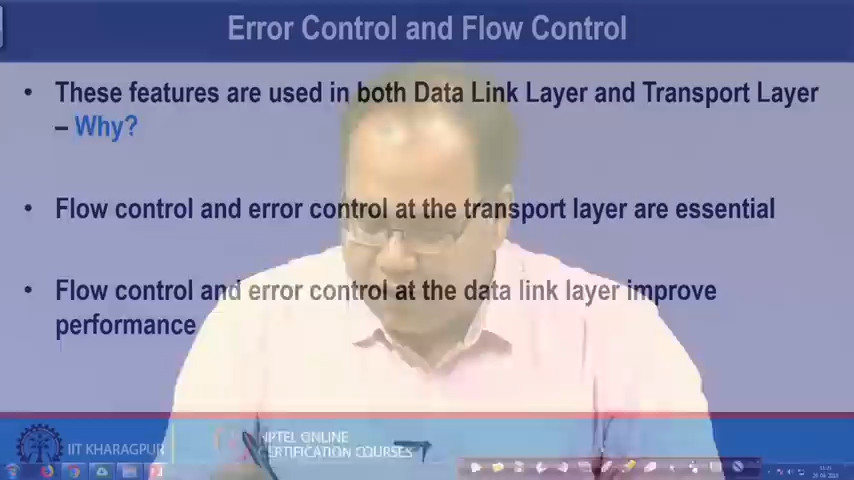 Error Control and Flow Control
• These features are used in both Data Link Layer and Transport Layer
– Why?
• Flow control and error control at the transport layer are essential
• Flow control and error control at the data link layer improve
performance
IIT KHARAGPUR
NPTEL ONLINE
CERTIFICATION COURSES